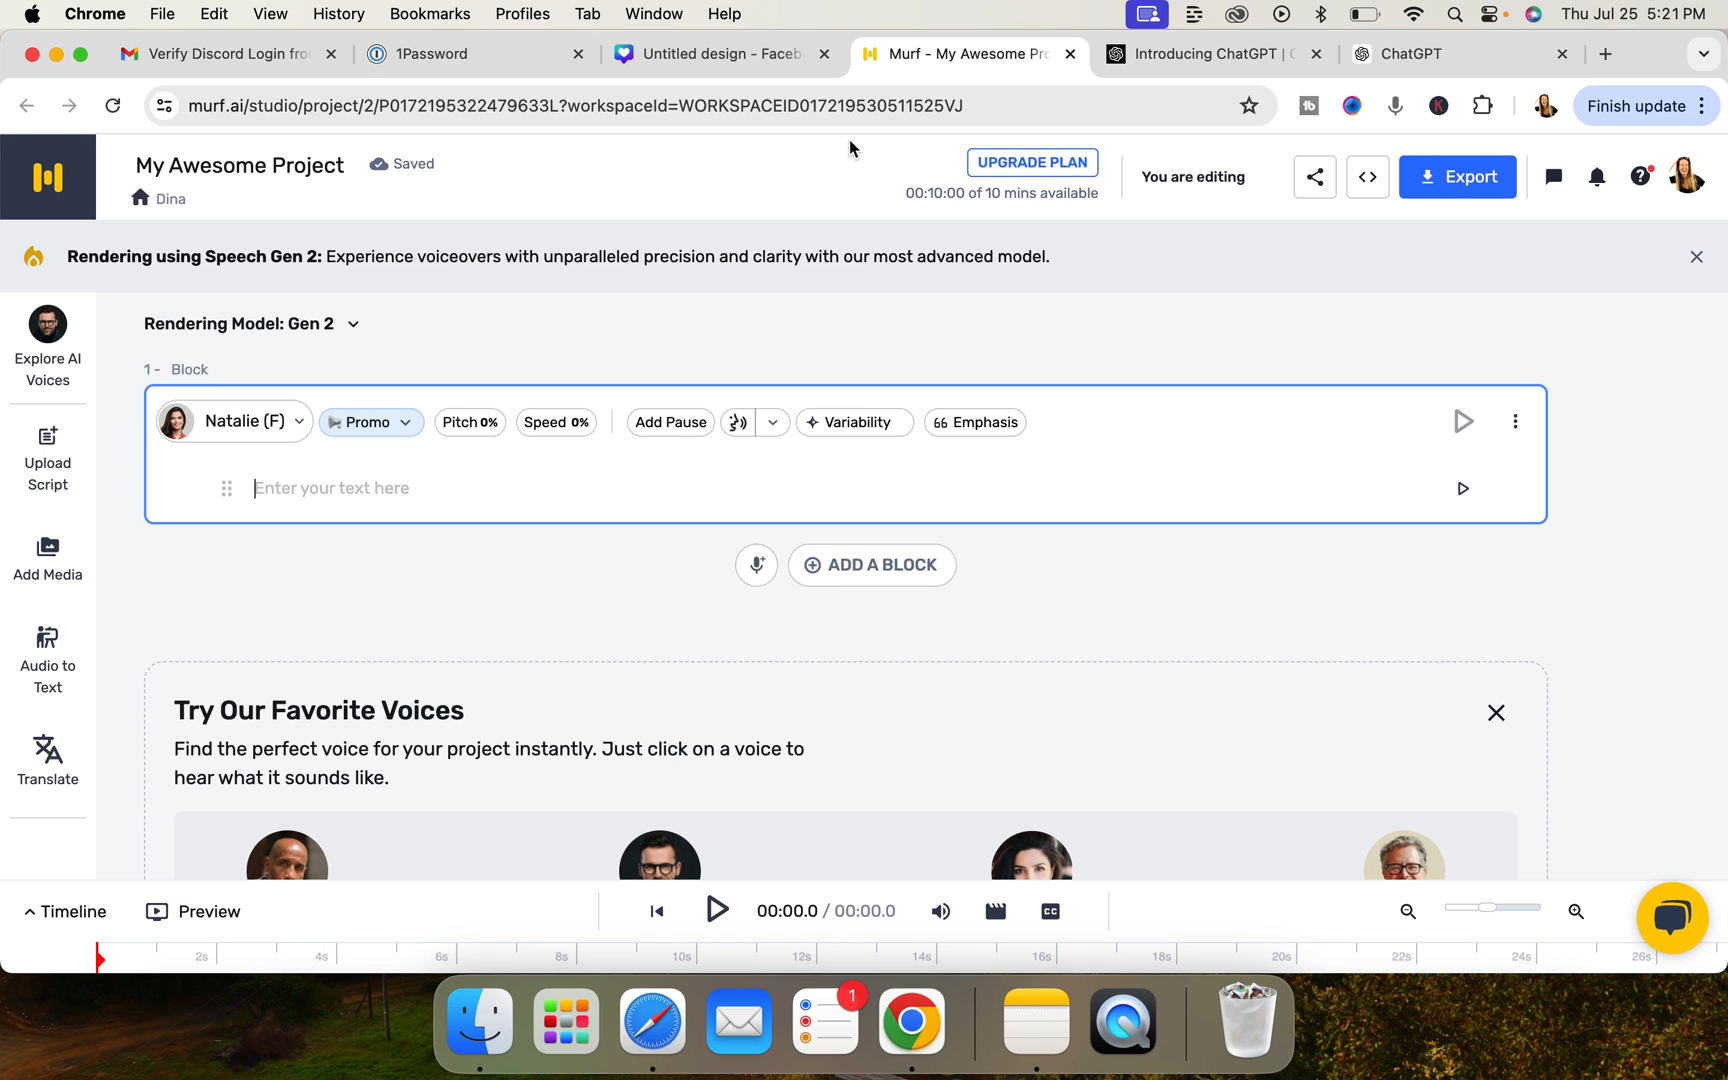 Chrome File Edit View History Bookmarks Profiles Tab Window Help Thu Jul 25 5:21 PM
Verify Discord Login fro 1Password Untitled design - Faceb Murf - My Awesome Pro Introducing ChatGPT | ChatGPT
murf.ai/studio/project/2/P0172195322479633L?workspaceId=WORKSPACEID017219530511525VJ tb K Finish update
My Awesome Project Saved
Dina
UPGRADE PLAN
00:10:00 of 10 mins available
You are editing
Export
Rendering using Speech Gen 2: Experience voiceovers with unparalleled precision and clarity with our most advanced model.
Explore AI
Voices
Upload
Script
Add Media
Audio to
Text
Translate
Rendering Model: Gen 2
1 - Block
Natalie (F) Promo Pitch 0% Speed 0% Add Pause Variability Emphasis
Enter your text here
ADD A BLOCK
Try Our Favorite Voices
Find the perfect voice for your project instantly. Just click on a voice to
hear what it sounds like.
Timeline Preview 00:00.0 / 00:00.0 CC
2s 4s 6s 8s 10s 12s 14s 16s 18s 20s 22s 24s 26s
1